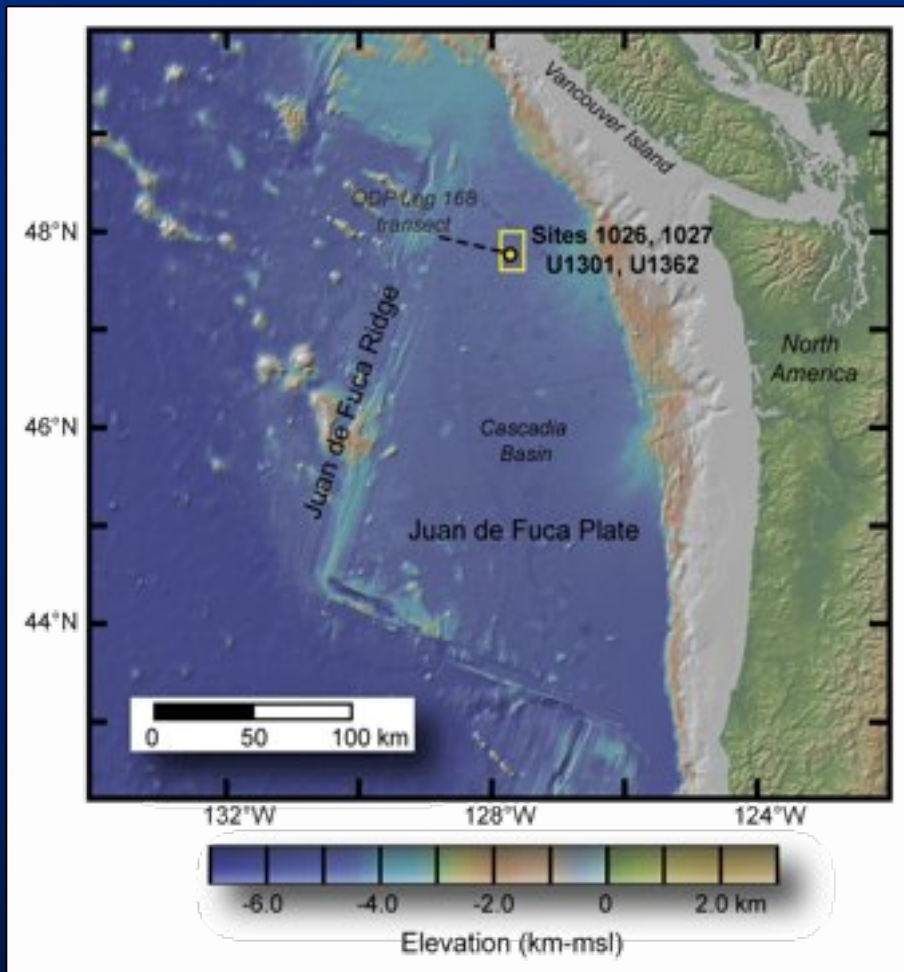 Vancouver Island
ODP Leg 168
transect
48°N
Sites 1026, 1027
U1301, U1362
Juan de Fuca Ridge
North
America
46°N
Cascadia
Basin
Juan de Fuca Plate
44°N
0 50 100 km
132°W 128°W 124°W
-6.0 -4.0 -2.0 0 2.0 km
Elevation (km-msl)